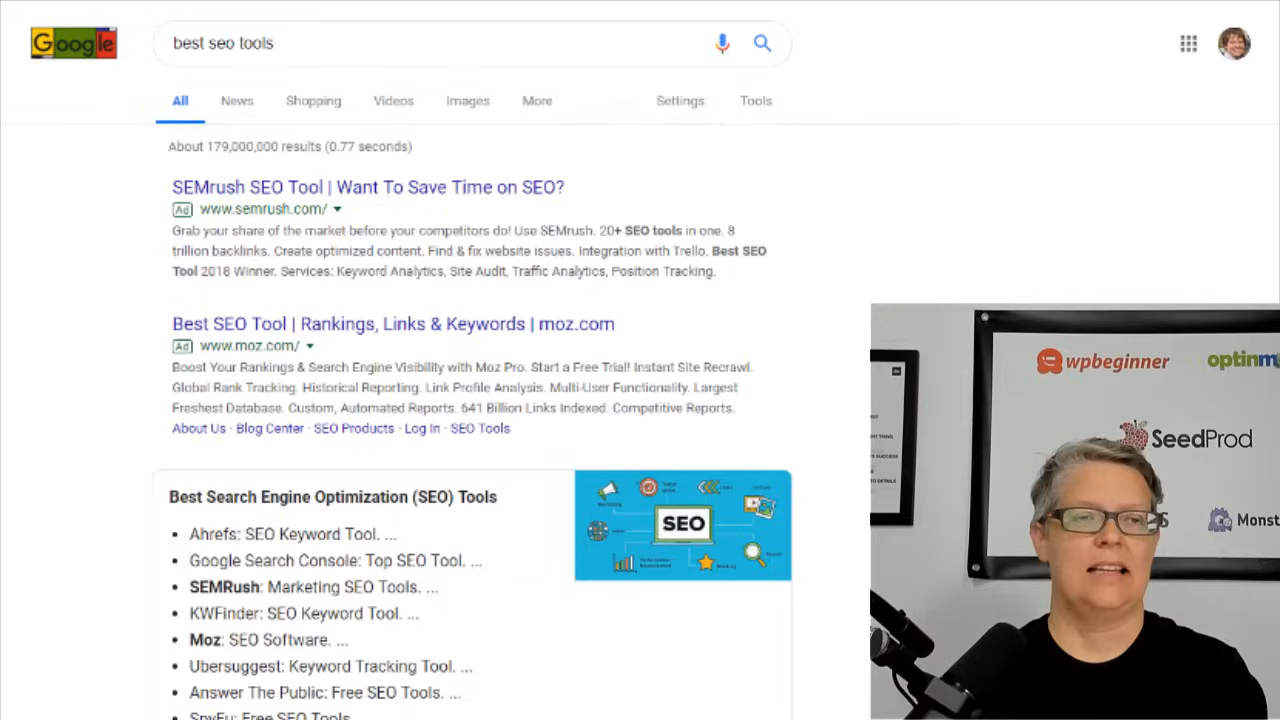 Google
best seo tools
All News Shopping Videos Images More Settings Tools
About 179,000,000 results (0.77 seconds)
SEMrush SEO Tool | Want To Save Time on SEO?
Ad www.semrush.com/
Grab your share of the market before your competitors do! Use SEMrush. 20+ SEO tools in one. 8
trillion backlinks. Create optimized content. Find & fix website issues. Integration with Trello. Best SEO
Tool 2018 Winner. Services: Keyword Analytics, Site Audit, Traffic Analytics, Position Tracking.
Best SEO Tool | Rankings, Links & Keywords | moz.com
Ad www.moz.com/
Boost Your Rankings & Search Engine Visibility with Moz Pro. Start a Free Trial! Instant Site Recrawl.
Global Rank Tracking. Historical Reporting. Link Profile Analysis. Multi-User Functionality. Largest
Freshest Database. Custom, Automated Reports. 641 Billion Links Indexed. Competitive Reports.
About Us · Blog Center · SEO Products · Log In · SEO Tools
Best Search Engine Optimization (SEO) Tools
SEO
Ahrefs: SEO Keyword Tool. ...
Google Search Console: Top SEO Tool. ...
SEMRush: Marketing SEO Tools. ...
KWFinder: SEO Keyword Tool. ...
Moz: SEO Software. ...
Ubersuggest: Keyword Tracking Tool. ...
Answer The Public: Free SEO Tools. ...
SpyFu: Free SEO Tools
wpbeginner
optinm
SeedProd
Monst